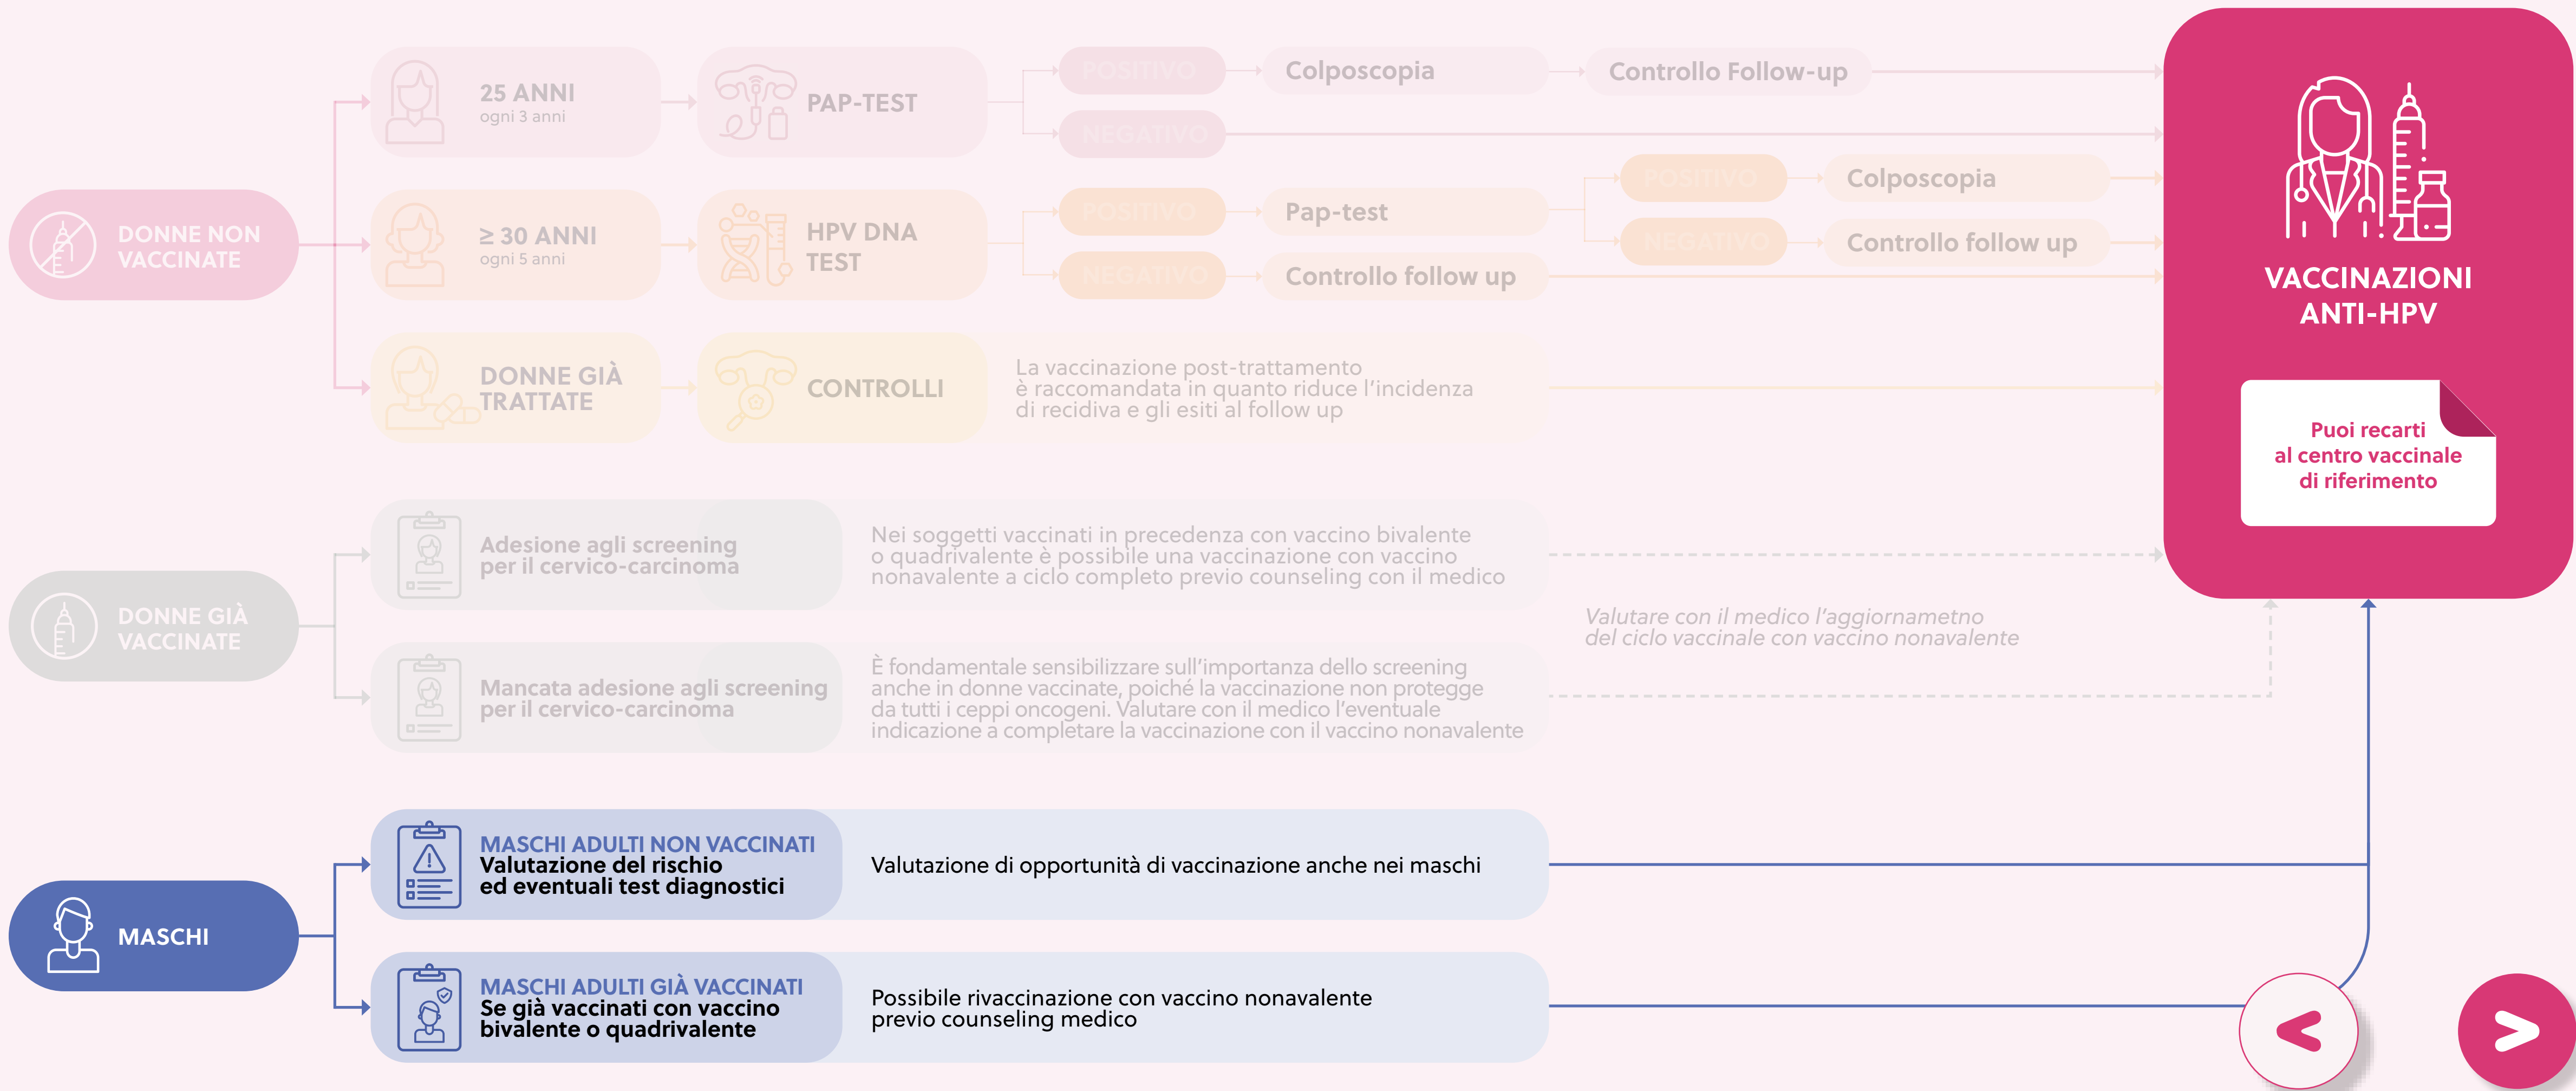 DONNE NON
VACCINATE
25 ANNI
ogni 3 anni
PAP-TEST
POSITIVO
Colposcopia
Controllo Follow-up
NEGATIVO
≥ 30 ANNI
ogni 5 anni
HPV DNA
TEST
POSITIVO
Pap-test
POSITIVO
Colposcopia
NEGATIVO
Controllo follow up
NEGATIVO
Controllo follow up
DONNE GIÀ
TRATTATE
CONTROLLI
La vaccinazione post-trattamento
è raccomandata in quanto riduce l'incidenza
di recidiva e gli esiti al follow up
VACCINAZIONI
ANTI-HPV
Puoi recarti
al centro vaccinale
di riferimento
DONNE GIÀ
VACCINATE
Adesione agli screening
per il cervico-carcinoma
Nei soggetti vaccinati in precedenza con vaccino bivalente
o quadrivalente è possibile una vaccinazione con vaccino
nonavalente a ciclo completo previo counseling con il medico
Valutare con il medico l'aggiornametno
del ciclo vaccinale con vaccino nonavalente
Mancata adesione agli screening
per il cervico-carcinoma
È fondamentale sensibilizzare sull'importanza dello screening
anche in donne vaccinate, poiché la vaccinazione non protegge
da tutti i ceppi oncogeni. Valutare con il medico l'eventuale
indicazione a completare la vaccinazione con il vaccino nonavalente
MASCHI
MASCHI ADULTI NON VACCINATI
Valutazione del rischio
ed eventuali test diagnostici
Valutazione di opportunità di vaccinazione anche nei maschi
MASCHI ADULTI GIÀ VACCINATI
Se già vaccinati con vaccino
bivalente o quadrivalente
Possibile rivaccinazione con vaccino nonavalente
previo counseling medico
< >